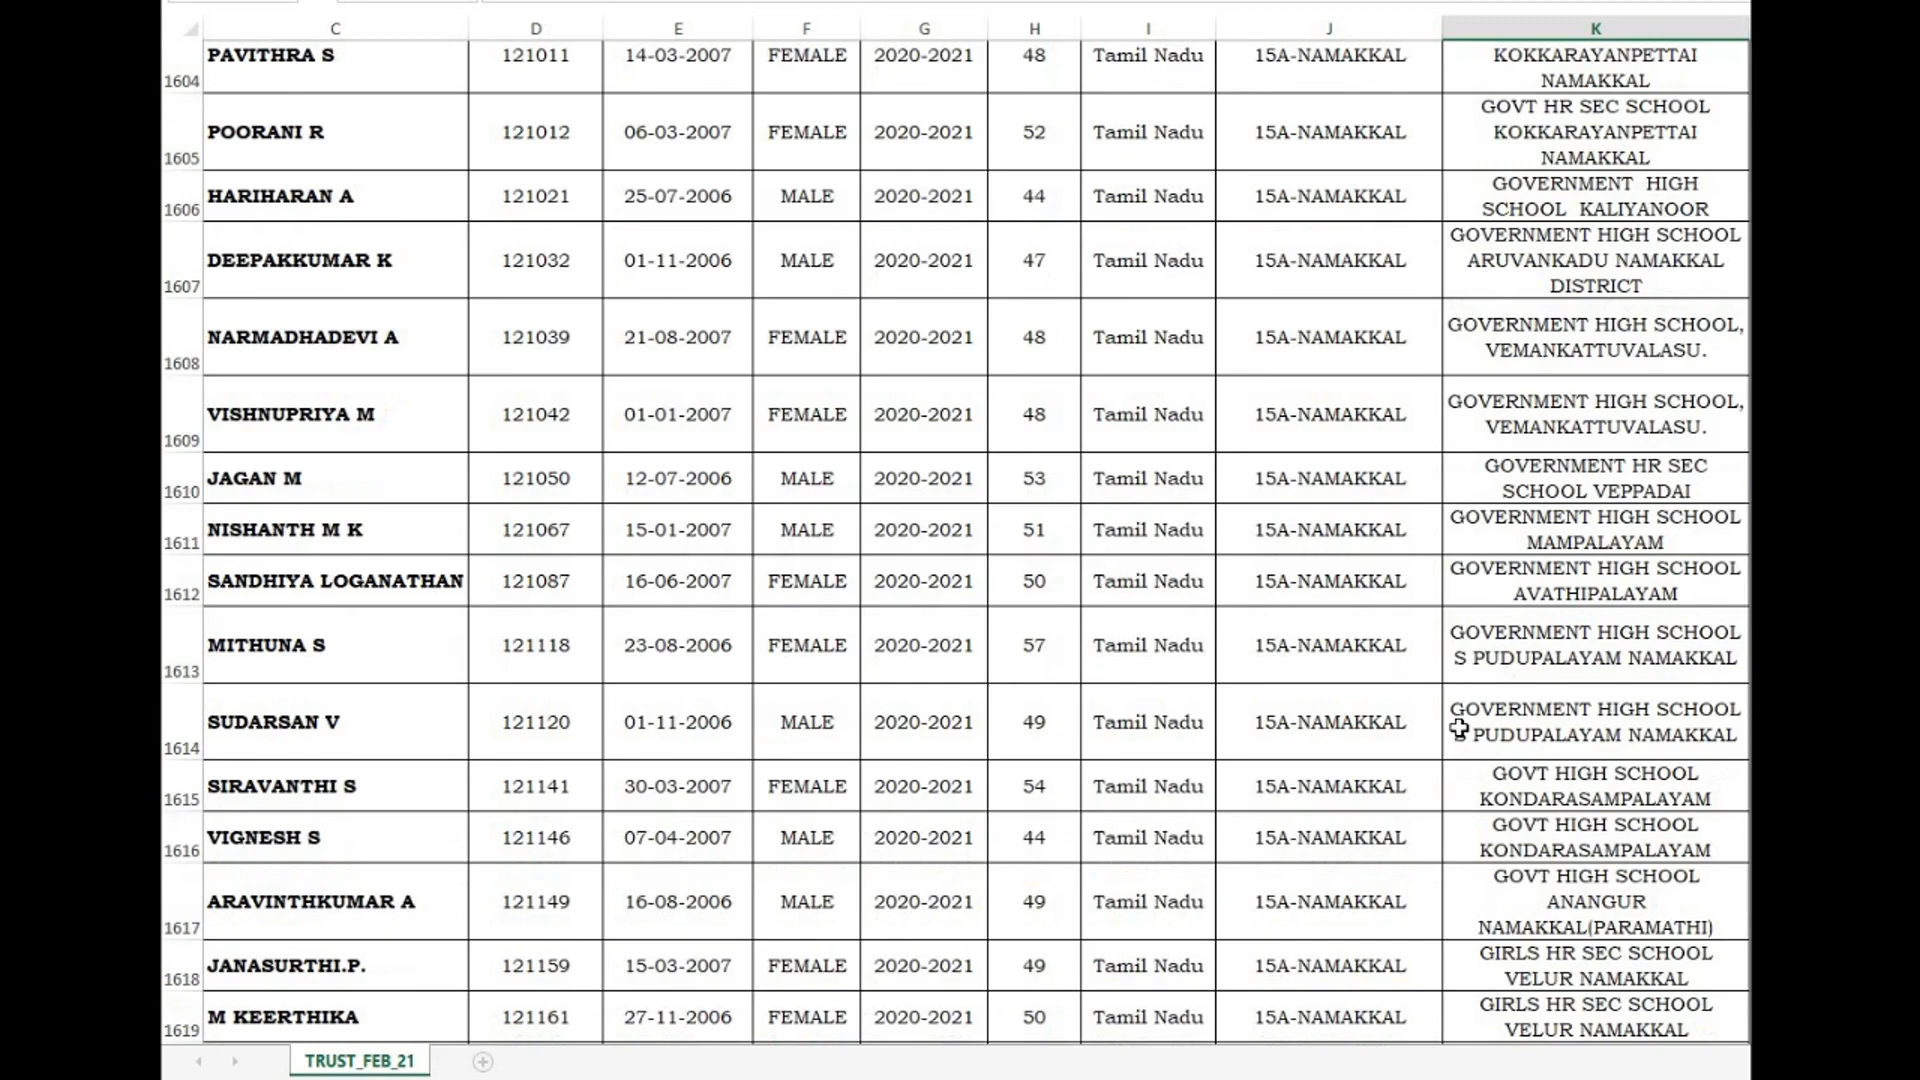 C D E F G H I J K
1604 PAVITHRA S 121011 14-03-2007 FEMALE 2020-2021 48 Tamil Nadu 15A-NAMAKKAL KOKKARAYANPETTAI
NAMAKKAL
1605 POORANI R 121012 06-03-2007 FEMALE 2020-2021 52 Tamil Nadu 15A-NAMAKKAL GOVT HR SEC SCHOOL
KOKKARAYANPETTAI
NAMAKKAL
1606 HARIHARAN A 121021 25-07-2006 MALE 2020-2021 44 Tamil Nadu 15A-NAMAKKAL GOVERNMENT HIGH
SCHOOL KALIYANOOR
1607 DEEPAKKUMAR K 121032 01-11-2006 MALE 2020-2021 47 Tamil Nadu 15A-NAMAKKAL GOVERNMENT HIGH SCHOOL
ARUVANKADU NAMAKKAL
DISTRICT
1608 NARMADHADEVI A 121039 21-08-2007 FEMALE 2020-2021 48 Tamil Nadu 15A-NAMAKKAL GOVERNMENT HIGH SCHOOL,
VEMANKATTUVALASU.
1609 VISHNUPRIYA M 121042 01-01-2007 FEMALE 2020-2021 48 Tamil Nadu 15A-NAMAKKAL GOVERNMENT HIGH SCHOOL,
VEMANKATTUVALASU.
1610 JAGAN M 121050 12-07-2006 MALE 2020-2021 53 Tamil Nadu 15A-NAMAKKAL GOVERNMENT HR SEC
SCHOOL VEPPADAI
1611 NISHANTH M K 121067 15-01-2007 MALE 2020-2021 51 Tamil Nadu 15A-NAMAKKAL GOVERNMENT HIGH SCHOOL
MAMPALAYAM
1612 SANDHIYA LOGANATHAN 121087 16-06-2007 FEMALE 2020-2021 50 Tamil Nadu 15A-NAMAKKAL GOVERNMENT HIGH SCHOOL
AVATHIPALAYAM
1613 MITHUNA S 121118 23-08-2006 FEMALE 2020-2021 57 Tamil Nadu 15A-NAMAKKAL GOVERNMENT HIGH SCHOOL
S PUDUPALAYAM NAMAKKAL
1614 SUDARSAN V 121120 01-11-2006 MALE 2020-2021 49 Tamil Nadu 15A-NAMAKKAL GOVERNMENT HIGH SCHOOL
S PUDUPALAYAM NAMAKKAL
1615 SIRAVANTHI S 121141 30-03-2007 FEMALE 2020-2021 54 Tamil Nadu 15A-NAMAKKAL GOVT HIGH SCHOOL
KONDARASAMPALAYAM
1616 VIGNESH S 121146 07-04-2007 MALE 2020-2021 44 Tamil Nadu 15A-NAMAKKAL GOVT HIGH SCHOOL
KONDARASAMPALAYAM
1617 ARAVINTHKUMAR A 121149 16-08-2006 MALE 2020-2021 49 Tamil Nadu 15A-NAMAKKAL GOVT HIGH SCHOOL
ANANGUR
NAMAKKAL(PARAMATHI)
1618 JANASURTHI.P. 121159 15-03-2007 FEMALE 2020-2021 49 Tamil Nadu 15A-NAMAKKAL GIRLS HR SEC SCHOOL
VELUR NAMAKKAL
1619 M KEERTHIKA 121161 27-11-2006 FEMALE 2020-2021 50 Tamil Nadu 15A-NAMAKKAL GIRLS HR SEC SCHOOL
VELUR NAMAKKAL
TRUST_FEB_21